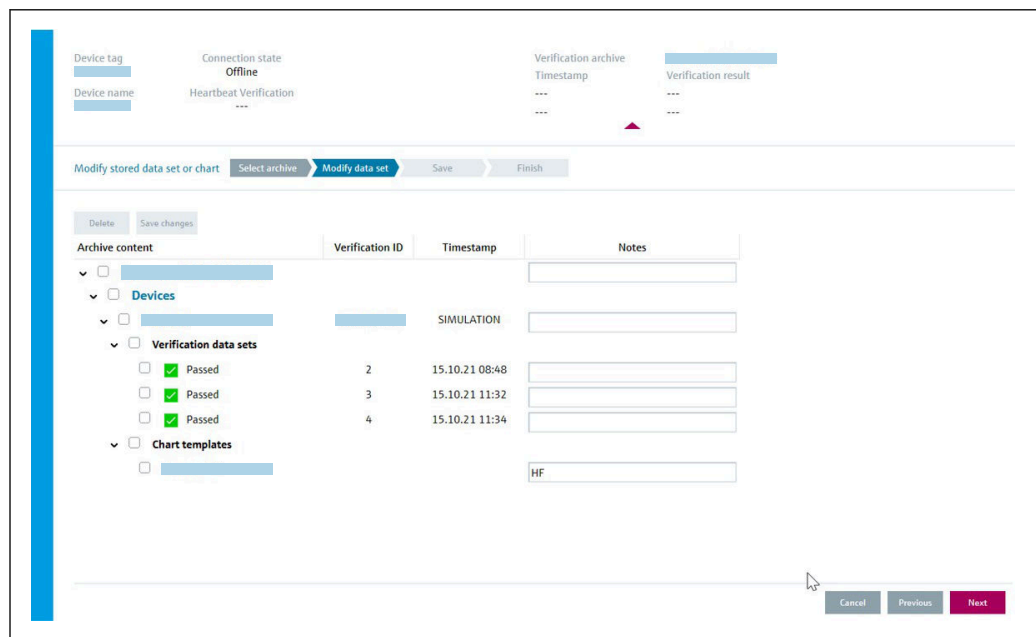 Device tag Connection state Verification archive
Offline Timestamp Verification result
Device name Heartbeat Verification --- ---
--- --- ---
Modify stored data set or chart Select archive Modify data set Save Finish
Delete Save changes
Archive content Verification ID Timestamp Notes
Devices
SIMULATION
Verification data sets
Passed 2 15.10.21 08:48
Passed 3 15.10.21 11:32
Passed 4 15.10.21 11:34
Chart templates
HF
Cancel Previous Next